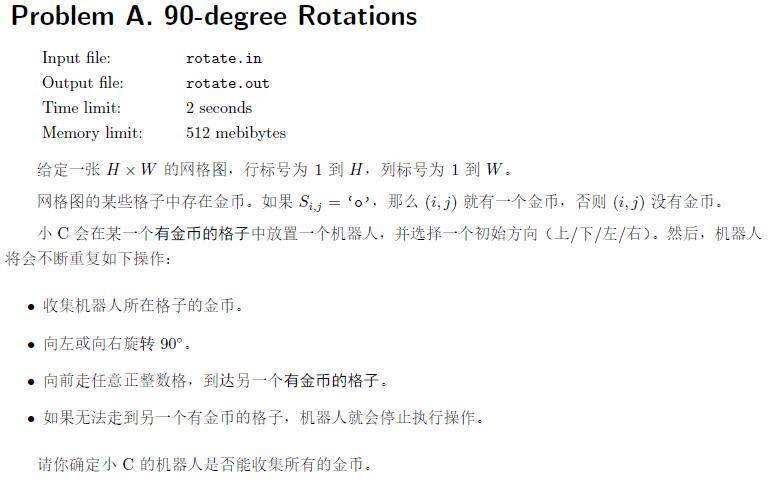 Problem A. 90-degree Rotations
Input file: rotate.in
Output file: rotate.out
Time limit: 2 seconds
Memory limit: 512 mebibytes
给定一张 H × W 的网格图，行标号为 1 到 H，列标号为 1 到 W。
网格图的某些格子中存在金币。如果 S_{i,j} = ‘o’，那么 (i, j) 就有一个金币，否则 (i, j) 没有金币。
小 C 会在某一个有金币的格子中放置一个机器人，并选择一个初始方向（上/下/左/右）。然后，机器人
将会不断重复如下操作：
• 收集机器人所在格子的金币。
• 向左或向右旋转 90°。
• 向前走任意正整数格，到达另一个有金币的格子。
• 如果无法走到另一个有金币的格子，机器人就会停止执行操作。
请你确定小 C 的机器人是否能收集所有的金币。